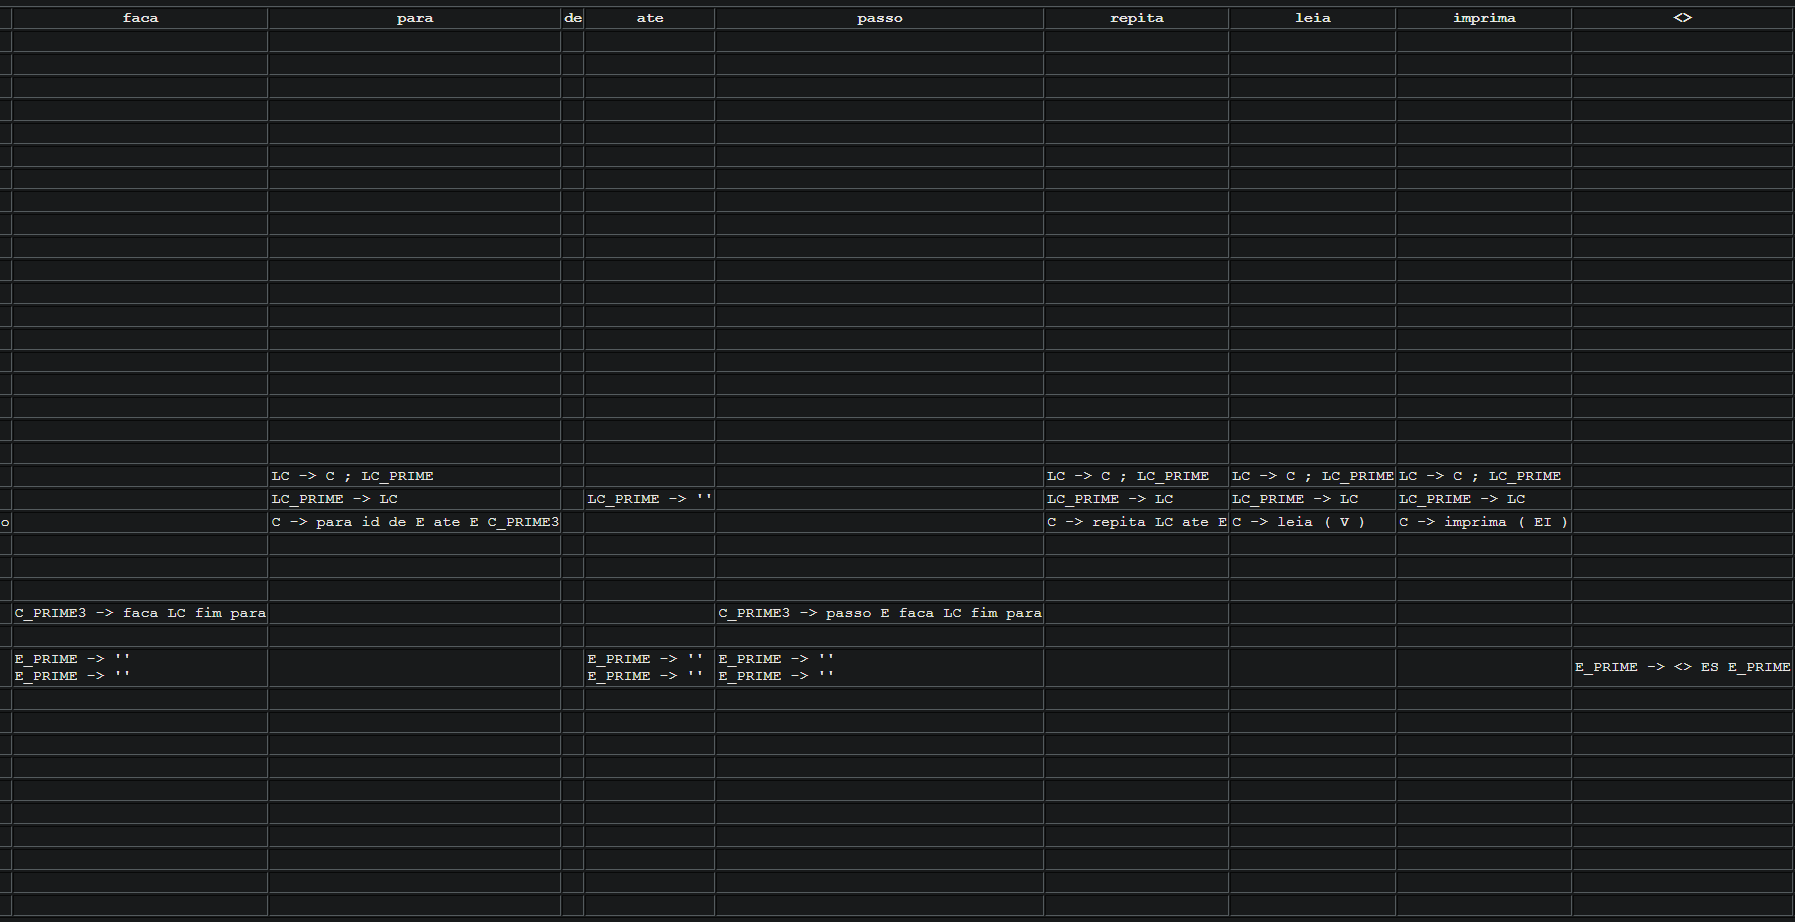 faca para de ate passo repita leia imprima <>
LC -> C ; LC_PRIME LC -> C ; LC_PRIME LC -> C ; LC_PRIME LC -> C ; LC_PRIME
LC_PRIME -> LC LC_PRIME -> '' LC_PRIME -> LC LC_PRIME -> LC LC_PRIME -> LC
o C -> para id de E ate E C_PRIME3 C -> repita LC ate E C -> leia ( V ) C -> imprima ( EI )
C_PRIME3 -> faca LC fim para C_PRIME3 -> passo E faca LC fim para
E_PRIME -> '' E_PRIME -> '' E_PRIME -> ''
E_PRIME -> <> ES E_PRIME
E_PRIME -> '' E_PRIME -> '' E_PRIME -> ''